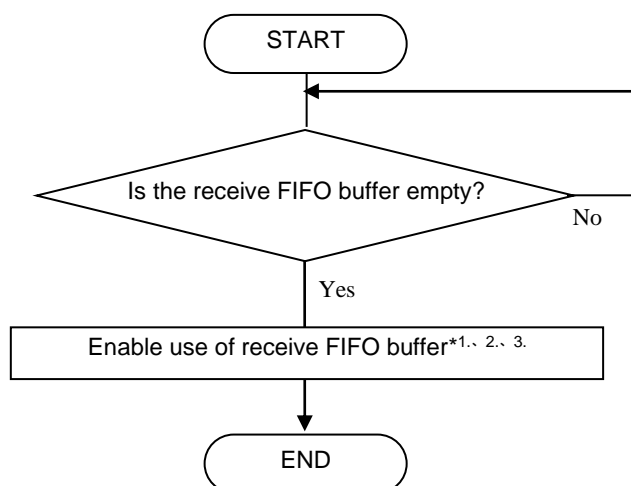 START
Is the receive FIFO buffer empty?
No
Yes
Enable use of receive FIFO buffer*1.、2.、3.
END